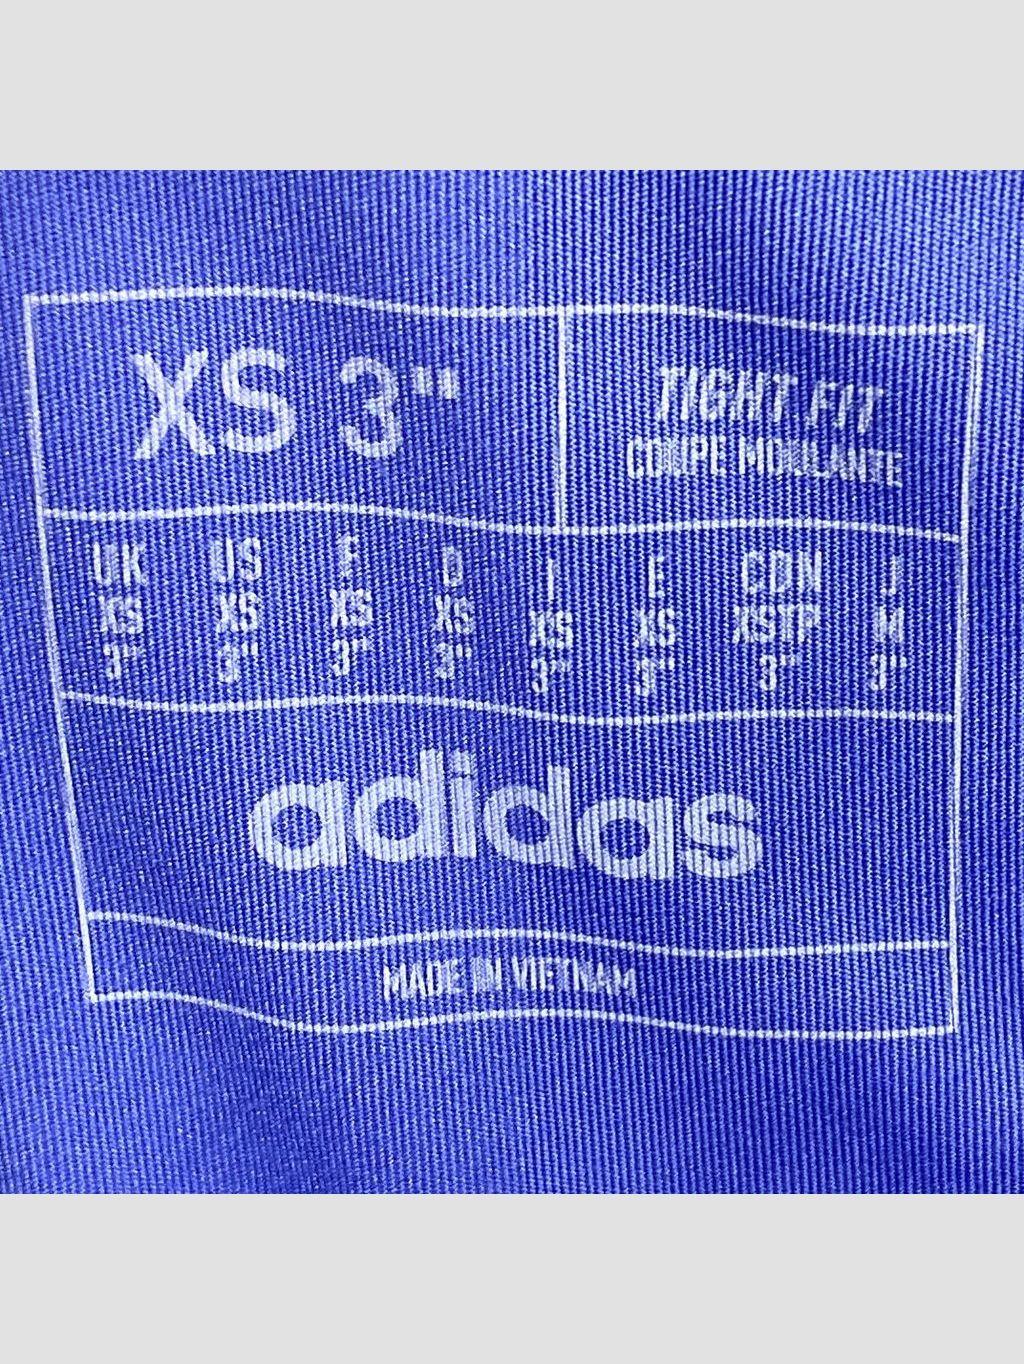 XS 3"
TIGHT FIT
COUPE MOULANTE
UK US F D I E CDN J
XS XS XS XS XS XS XSTP M
3" 3" 3" 3" 3" 3" 3" 3"
adidas
MADE IN VIETNAM